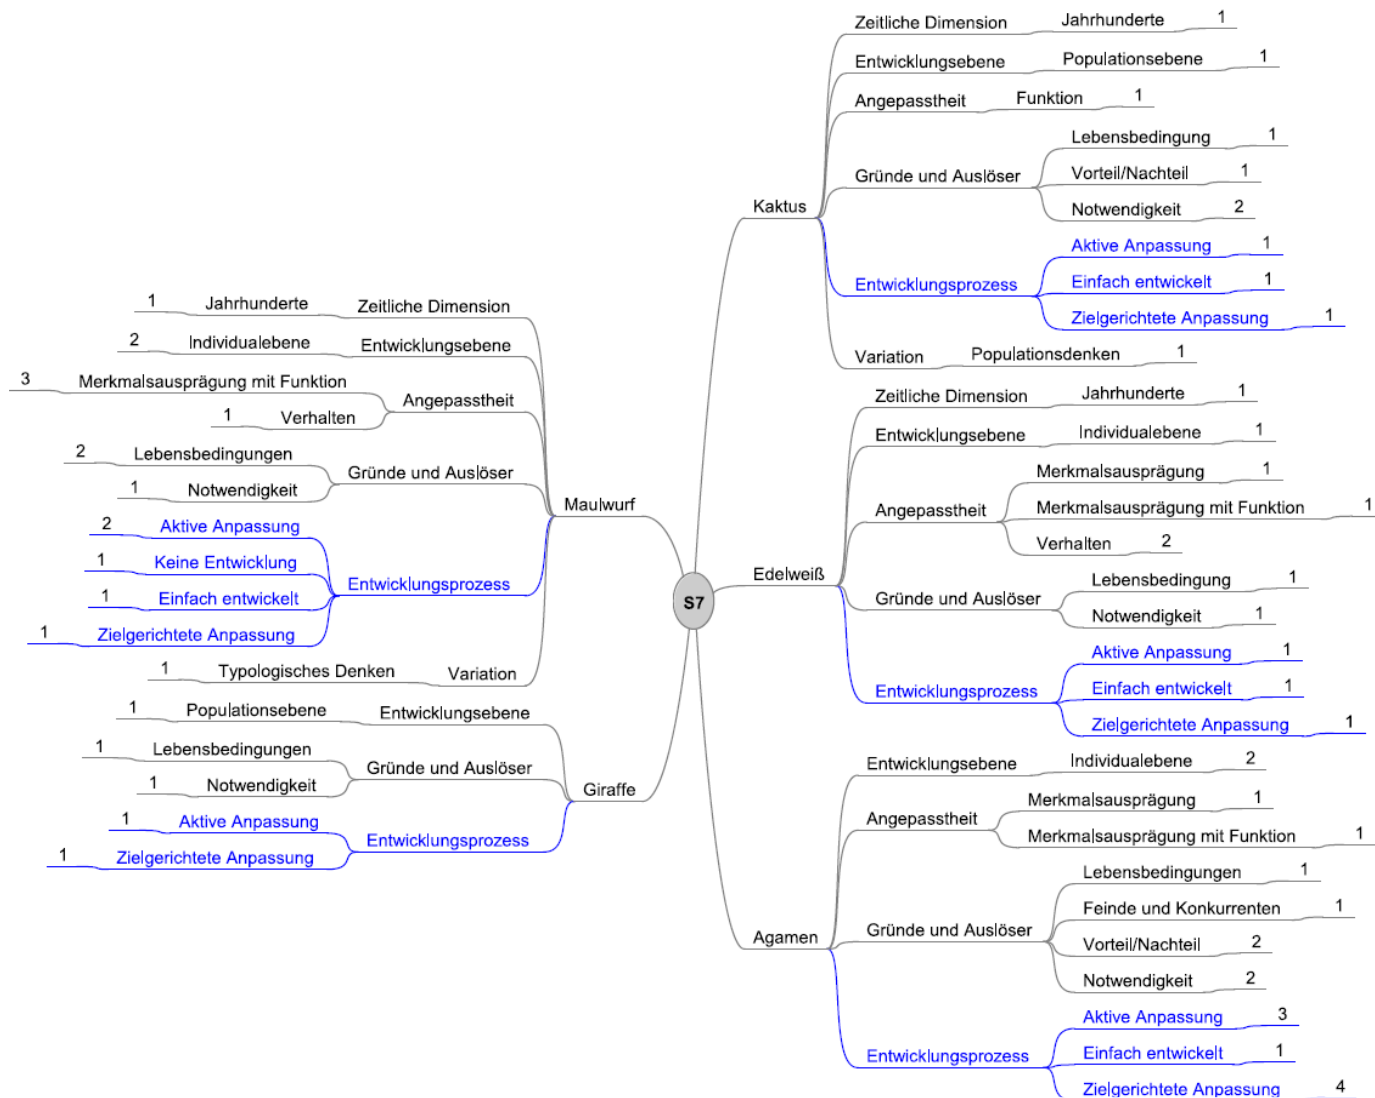 S7
Kaktus
Zeitliche Dimension Jahrhunderte 1
Entwicklungsebene Populationsebene 1
Angepasstheit Funktion 1
Gründe und Auslöser
Lebensbedingung 1
Vorteil/Nachteil 1
Notwendigkeit 2
Entwicklungsprozess
Aktive Anpassung 1
Einfach entwickelt 1
Zielgerichtete Anpassung 1
Variation Populationsdenken 1
Edelweiß
Zeitliche Dimension Jahrhunderte 1
Entwicklungsebene Individualebene 1
Angepasstheit
Merkmalsausprägung 1
Merkmalsausprägung mit Funktion 1
Verhalten 2
Gründe und Auslöser
Lebensbedingung 1
Notwendigkeit 1
Entwicklungsprozess
Aktive Anpassung 1
Einfach entwickelt 1
Zielgerichtete Anpassung 1
Agamen
Entwicklungsebene Individualebene 2
Angepasstheit
Merkmalsausprägung 1
Merkmalsausprägung mit Funktion 1
Gründe und Auslöser
Lebensbedingungen 1
Feinde und Konkurrenten 1
Vorteil/Nachteil 2
Notwendigkeit 2
Entwicklungsprozess
Aktive Anpassung 3
Einfach entwickelt 1
Zielgerichtete Anpassung 4
Maulwurf
1 Jahrhunderte Zeitliche Dimension
2 Individualebene Entwicklungsebene
3 Merkmalsausprägung mit Funktion
1 Verhalten
Angepasstheit
2 Lebensbedingungen
1 Notwendigkeit
Gründe und Auslöser
2 Aktive Anpassung
1 Keine Entwicklung
1 Einfach entwickelt
1 Zielgerichtete Anpassung
Entwicklungsprozess
1 Typologisches Denken Variation
Giraffe
1 Populationsebene Entwicklungsebene
1 Lebensbedingungen
1 Notwendigkeit
Gründe und Auslöser
1 Aktive Anpassung
1 Zielgerichtete Anpassung
Entwicklungsprozess